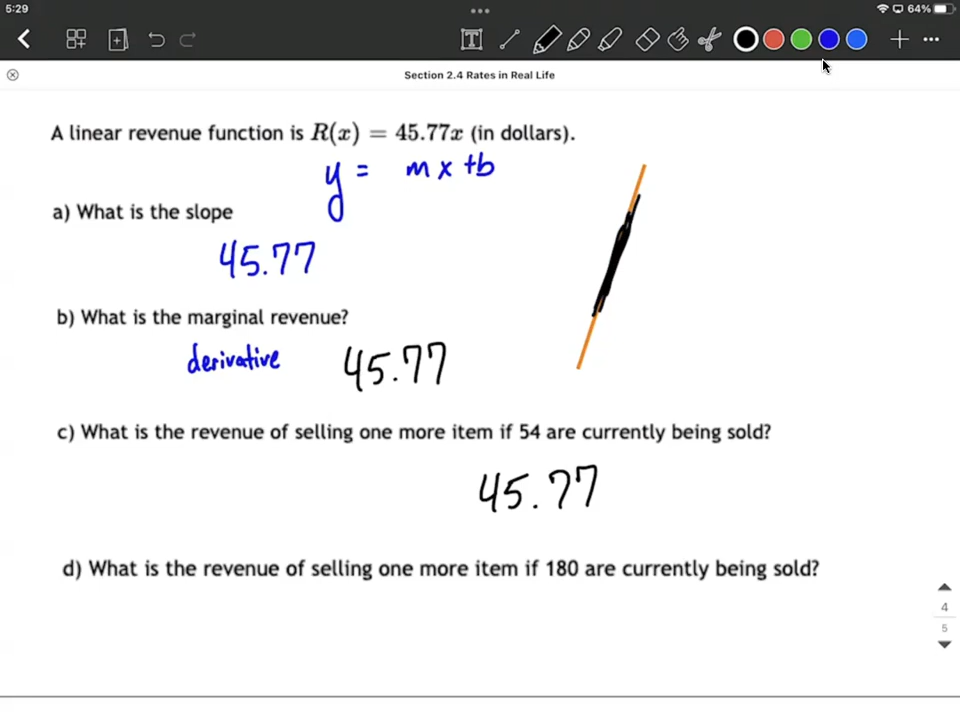 5:29
64%
Section 2.4 Rates in Real Life
A linear revenue function is R(x) = 45.77x (in dollars).
y = mx+b
a) What is the slope
45.77
b) What is the marginal revenue?
derivative 45.77
c) What is the revenue of selling one more item if 54 are currently being sold?
45.77
d) What is the revenue of selling one more item if 180 are currently being sold?
4
5